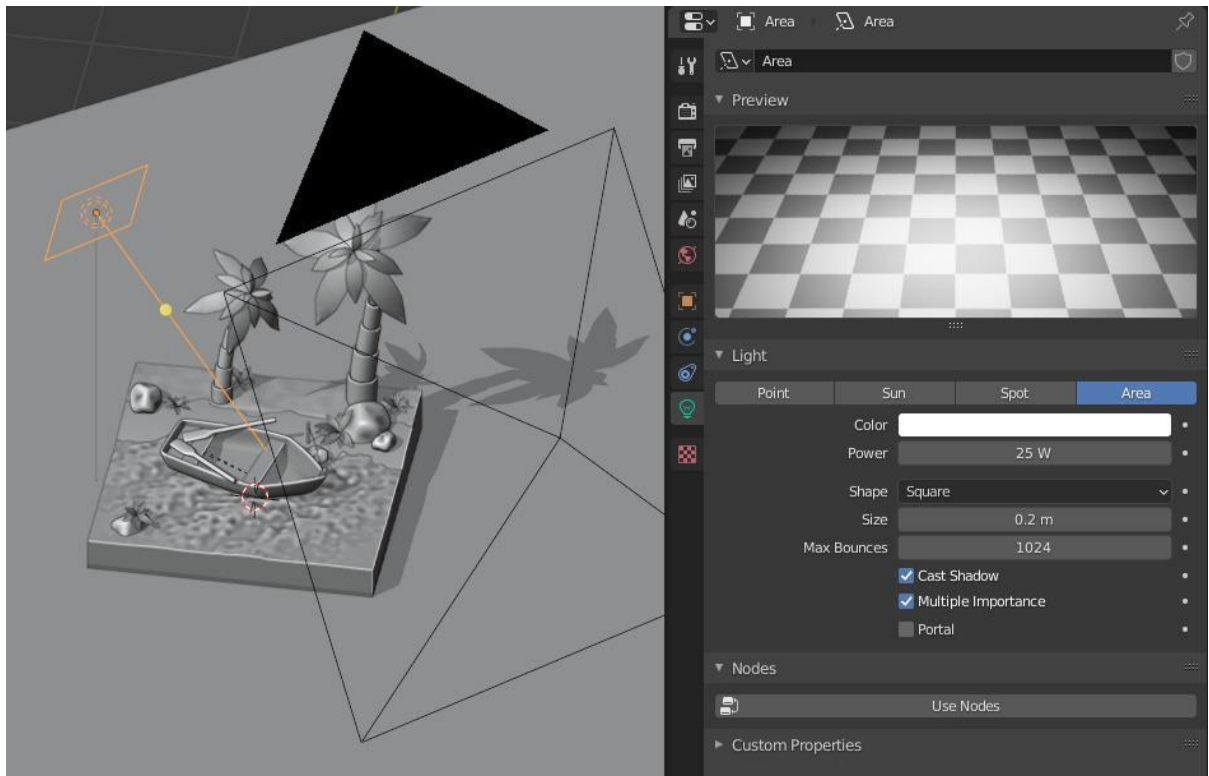 Area Area
Area
Preview
Light
Point Sun Spot Area
Color
Power 25 W
Shape Square
Size 0.2 m
Max Bounces 1024
Cast Shadow
Multiple Importance
Portal
Nodes
Use Nodes
Custom Properties